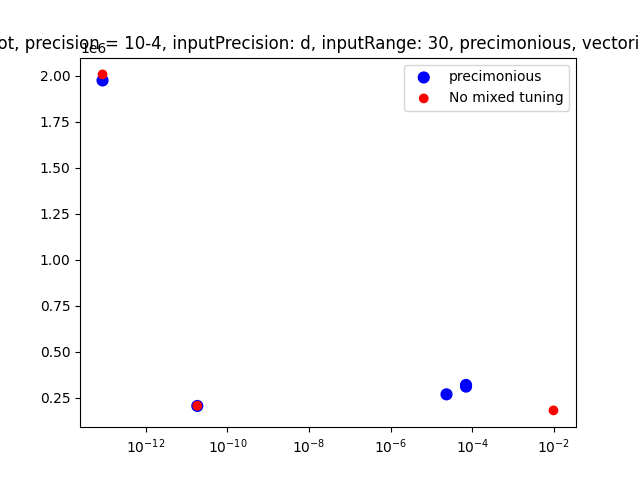 ot, precision = 10-4, inputPrecision: d, inputRange: 30, precimonious, vectori
1e6
precimonious
No mixed tuning
2.00
1.75
1.50
1.25
1.00
0.75
0.50
0.25
10⁻¹² 10⁻¹⁰ 10⁻⁸ 10⁻⁶ 10⁻⁴ 10⁻²